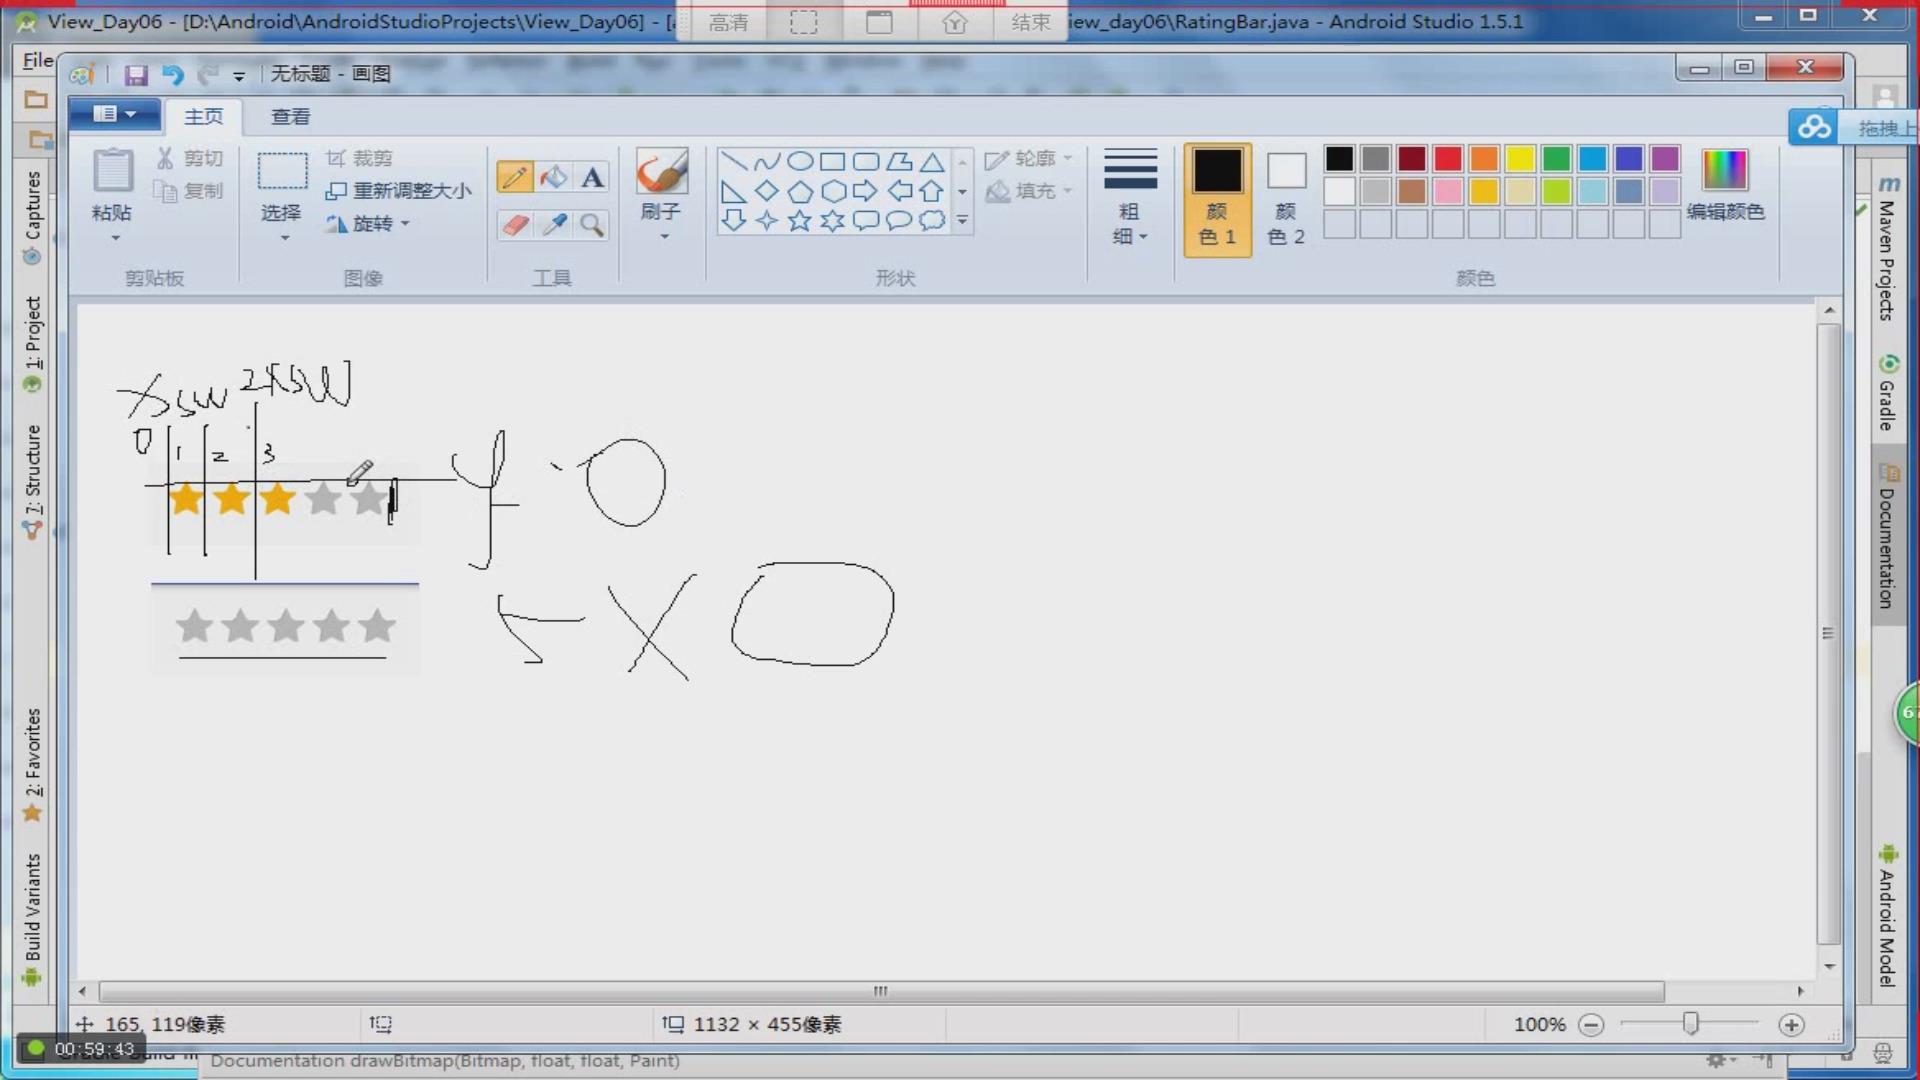 View_Day06 - [D:\Android\AndroidStudioProjects\View_Day06] - [
高清
结束
iew_day06\RatingBar.java - Android Studio 1.5.1
File
无标题 - 画图
主页
查看
拖拽上
粘贴
剪切
复制
剪贴板
选择
裁剪
重新调整大小
旋转
图像
A
工具
刷子
形状
轮廓
填充
粗
细
颜
色 1
颜
色 2
编辑颜色
颜色
Captures
1: Project
7: Structure
2: Favorites
Build Variants
m
Maven Projects
Gradle
Documentation
Android Model
X SW 2*SW
0 1 2 3
y = 0
X
165, 119像素
1132 × 455像素
100%
00:59:43
Documentation drawBitmap(Bitmap, float, float, Paint)